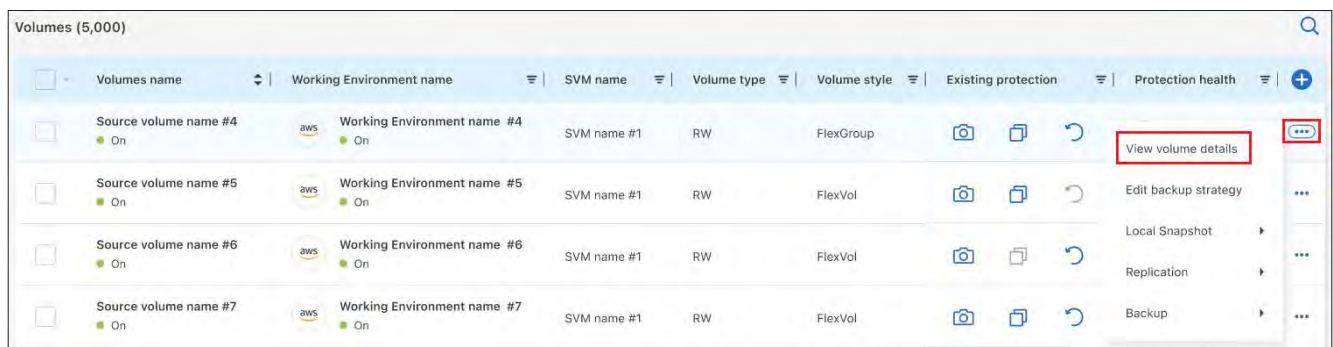 Volumes (5,000)
Volumes name Working Environment name SVM name Volume type Volume style Existing protection Protection health
Source volume name #4 aws Working Environment name #4 SVM name #1 RW FlexGroup
On On
View volume details
Source volume name #5 aws Working Environment name #5 SVM name #1 RW FlexVol
On On
Edit backup strategy
Local Snapshot
Source volume name #6 aws Working Environment name #6 SVM name #1 RW FlexVol
On On
Replication
Source volume name #7 aws Working Environment name #7 SVM name #1 RW FlexVol
On On
Backup